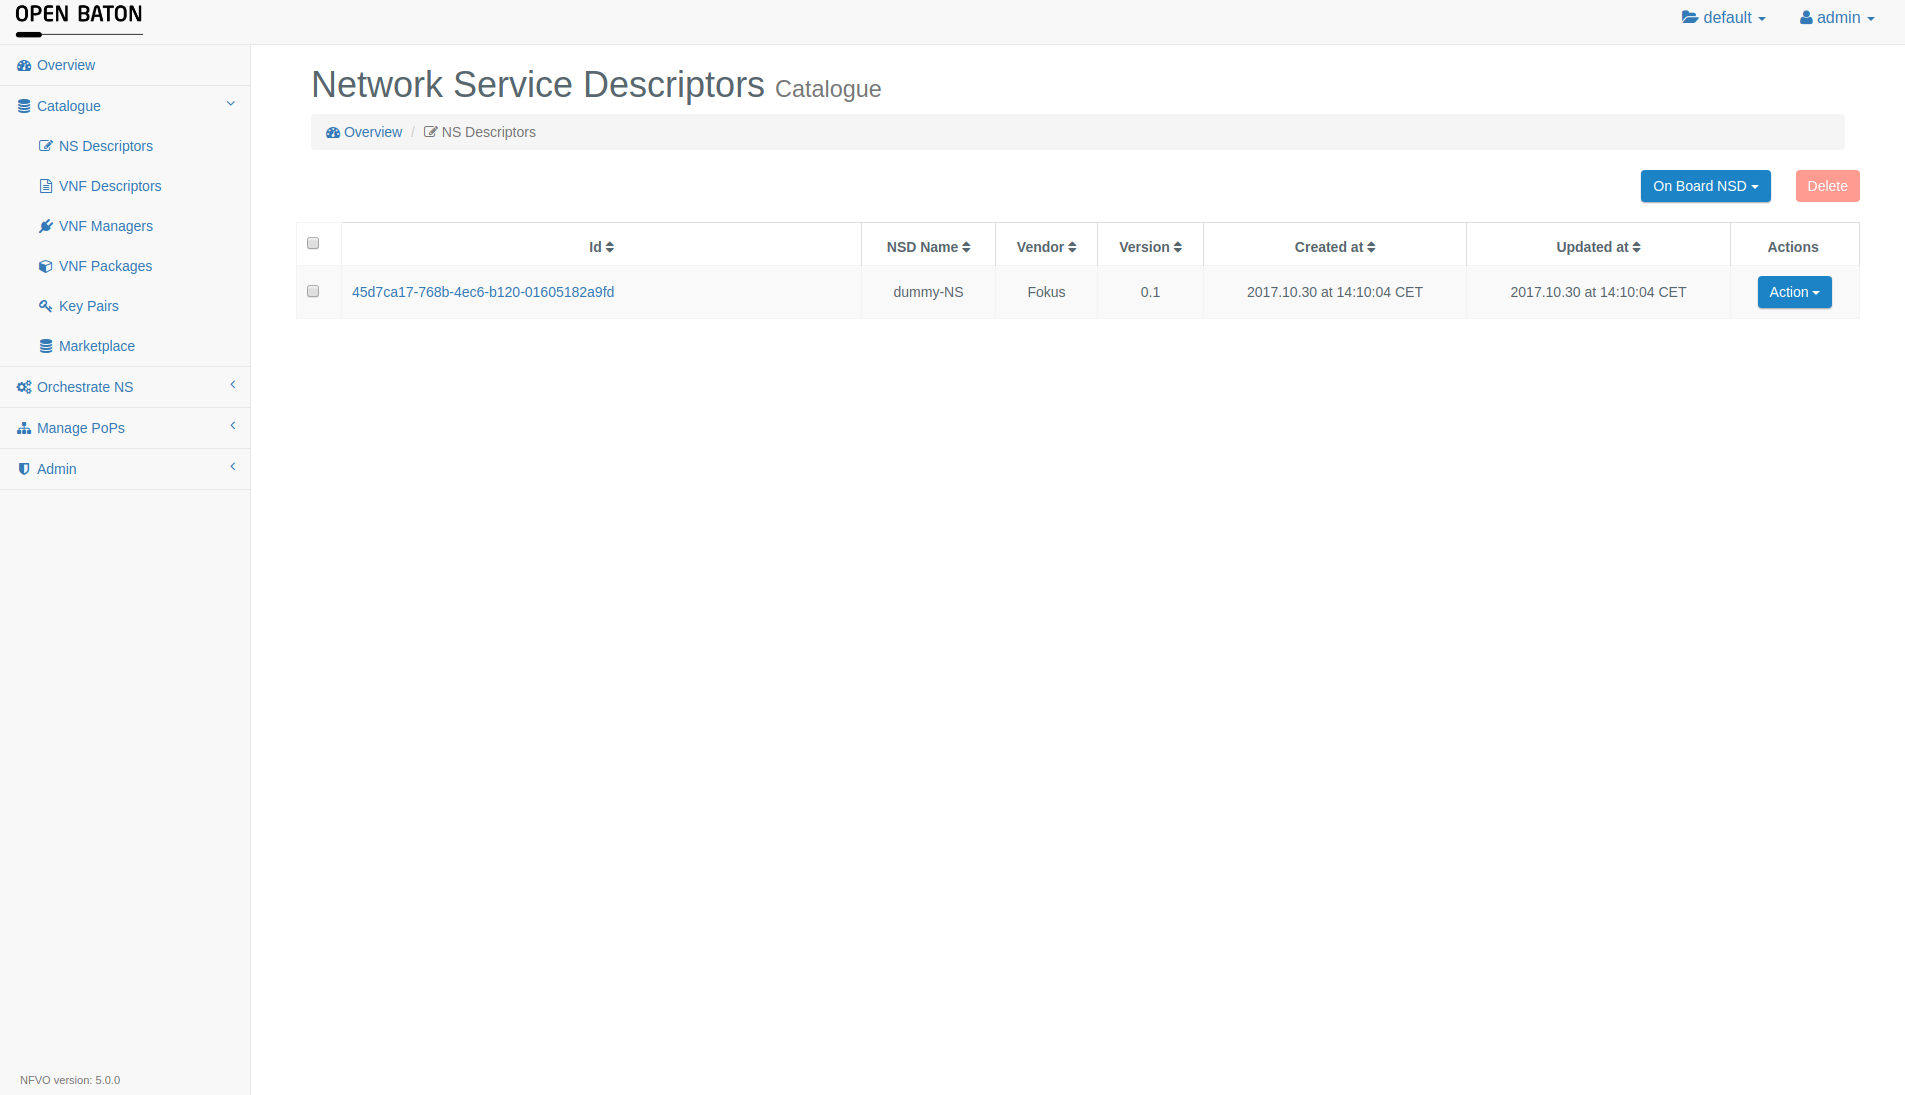 OPEN BATON
default
admin
Overview
Catalogue
NS Descriptors
VNF Descriptors
VNF Managers
VNF Packages
Key Pairs
Marketplace
Orchestrate NS
Manage PoPs
Admin
NFVO version: 5.0.0
Network Service Descriptors Catalogue
Overview / NS Descriptors
On Board NSD
Delete
Id NSD Name Vendor Version Created at Updated at Actions
45d7ca17-768b-4ec6-b120-01605182a9fd dummy-NS Fokus 0.1 2017.10.30 at 14:10:04 CET 2017.10.30 at 14:10:04 CET Action